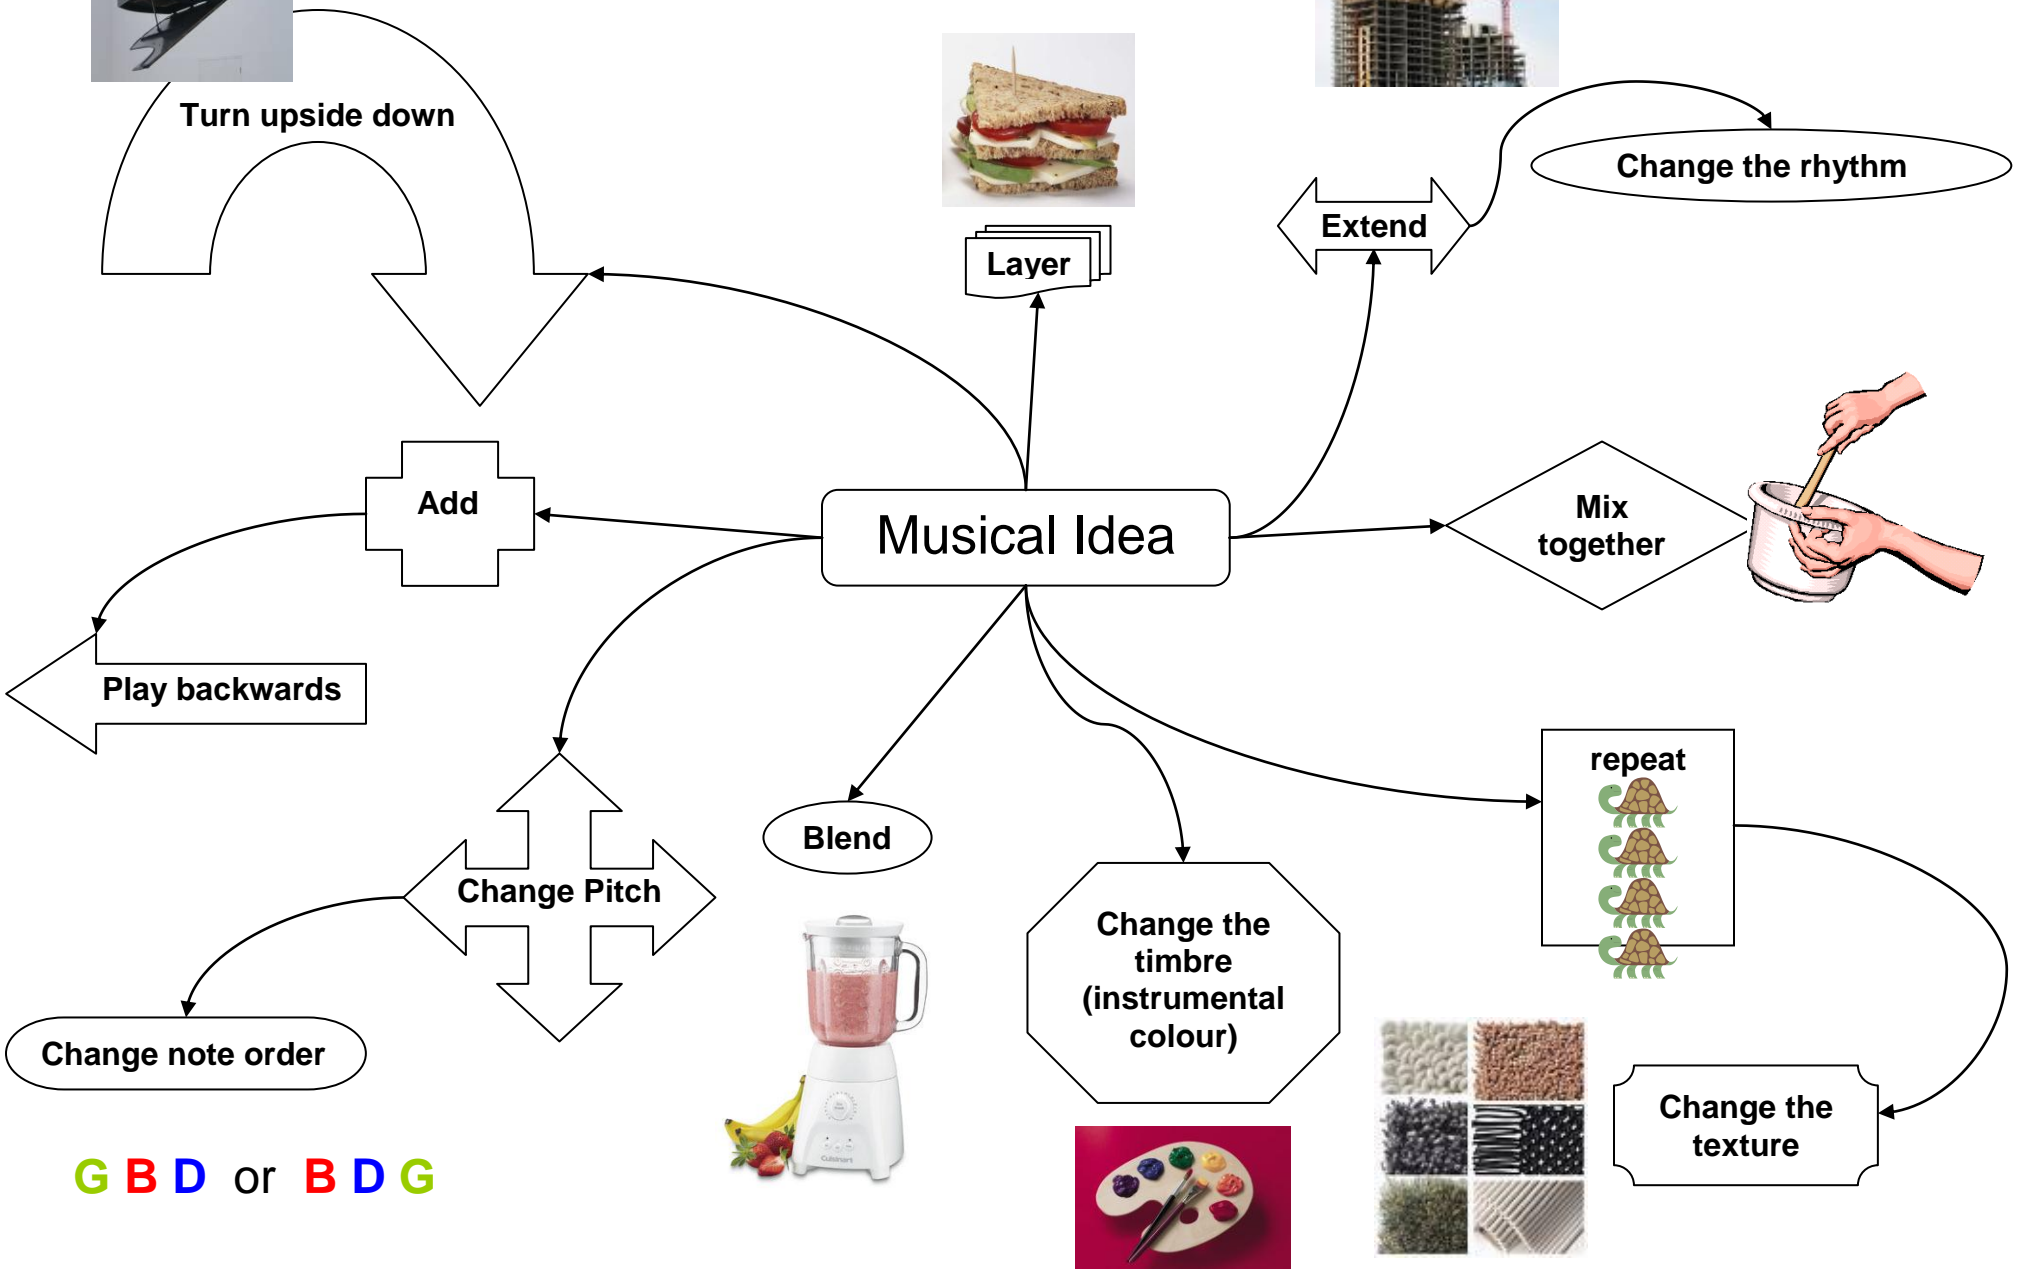 Turn upside down
Layer
Extend
Change the rhythm
Add
Musical Idea
Mix
together
Play backwards
repeat
Blend
Change Pitch
Change the
timbre
(instrumental
colour)
Change note order
Change the
texture
G B D or B D G
Cuisinart